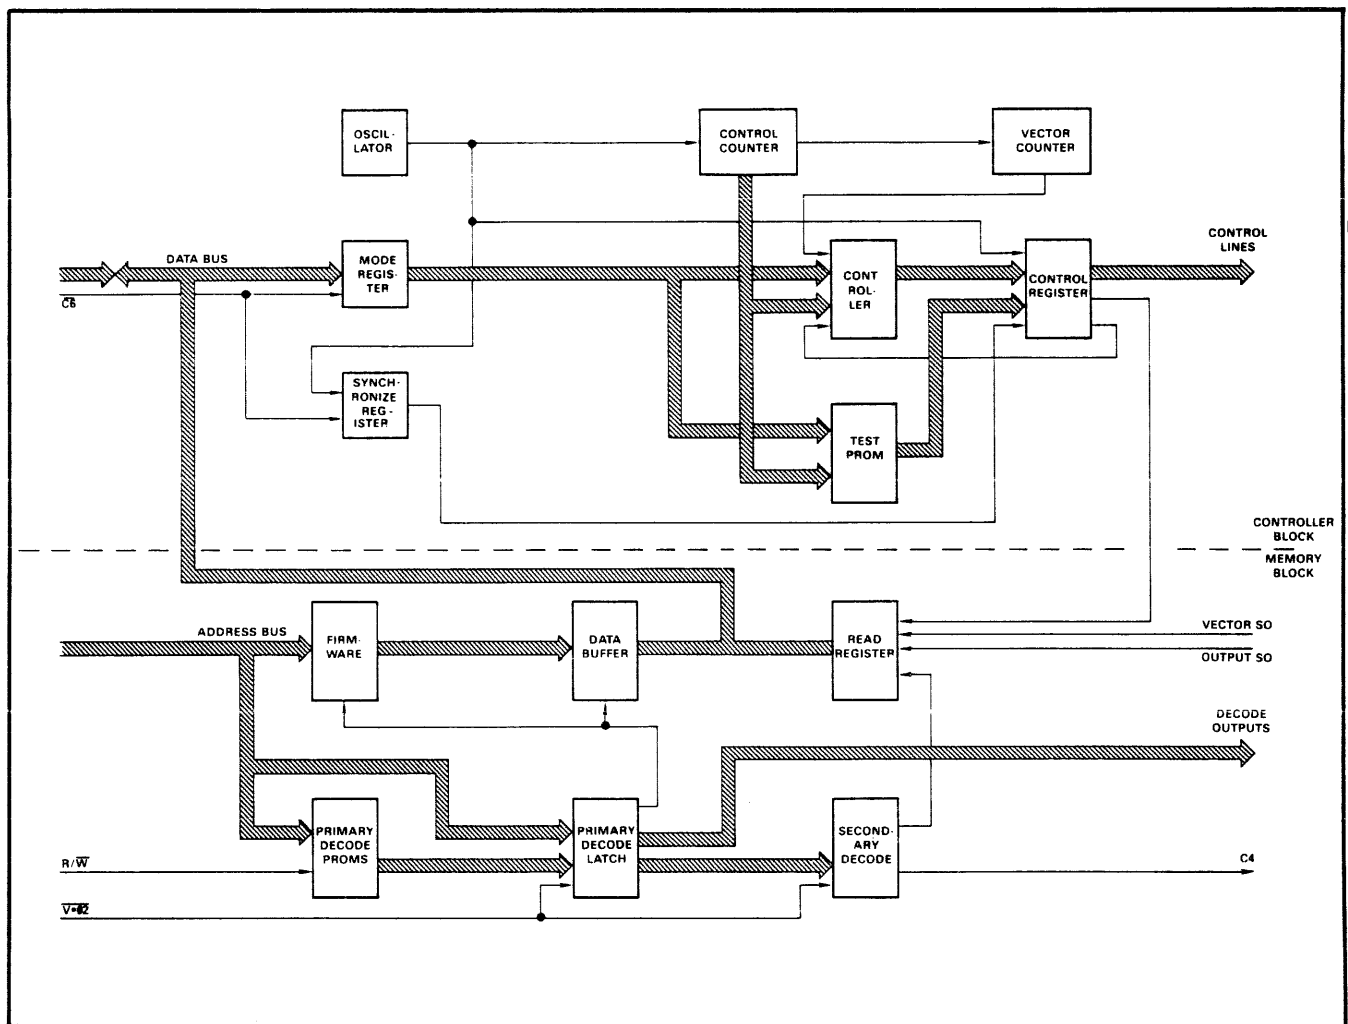 OSCIL-
LATOR
CONTROL
COUNTER
VECTOR
COUNTER
CONTROL
LINES
DATA BUS
MODE
REGIS-
TER
CONT
ROL-
LER
CONTROL
REGISTER
C6
SYNCH-
RONIZE
REG-
ISTER
TEST
PROM
CONTROLLER
BLOCK
MEMORY
BLOCK
ADDRESS BUS
FIRM-
WARE
DATA
BUFFER
READ
REGISTER
VECTOR SO
OUTPUT SO
DECODE
OUTPUTS
PRIMARY
DECODE
PROMS
PRIMARY
DECODE
LATCH
SECOND-
ARY
DECODE
R/W
C4